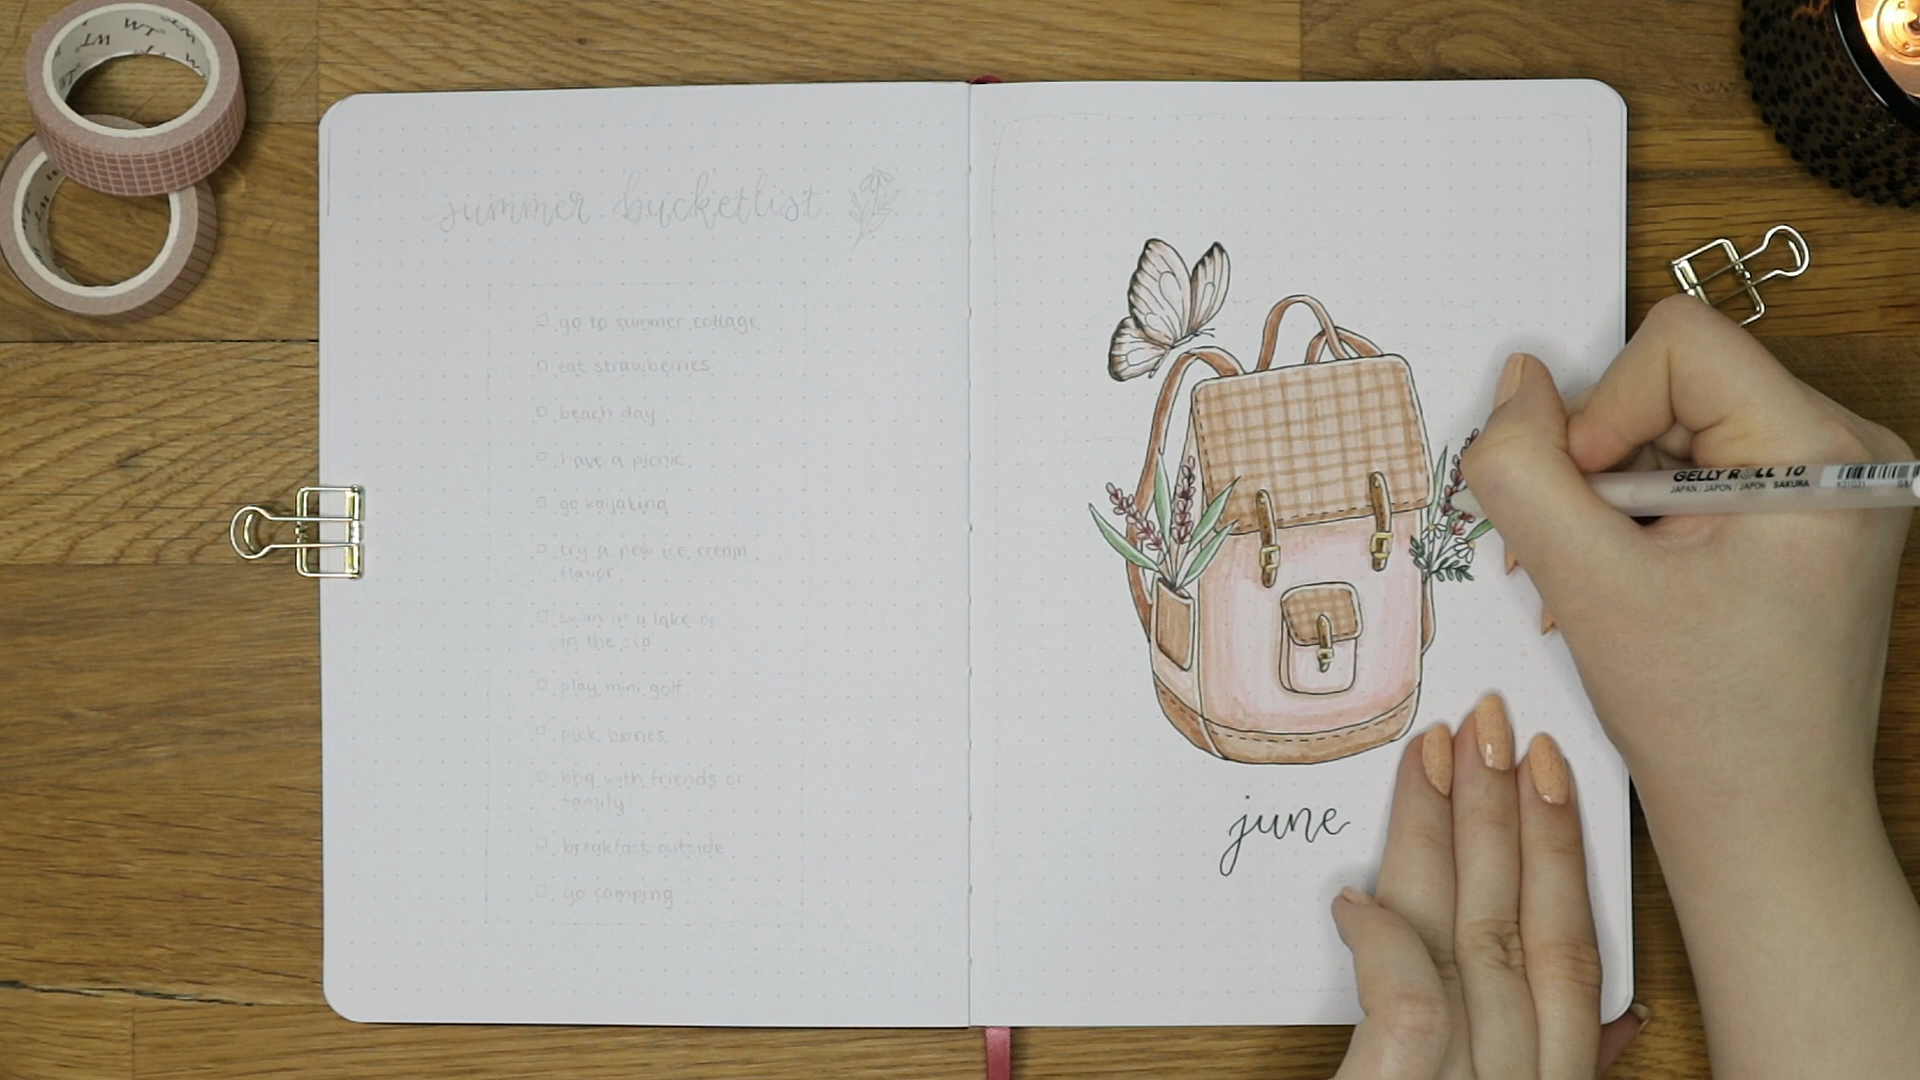 summer bucketlist
go to summer cottage
eat strawberries
beach day
have a picnic
go kayaking
try a new ice cream
flavor
swim in a lake or
in the sea
play mini golf
pick berries
bbq with friends or
family
breakfast outside
go camping
june
GELLY ROLL 10
JAPAN / JAPON / JAPÓN SAKURA